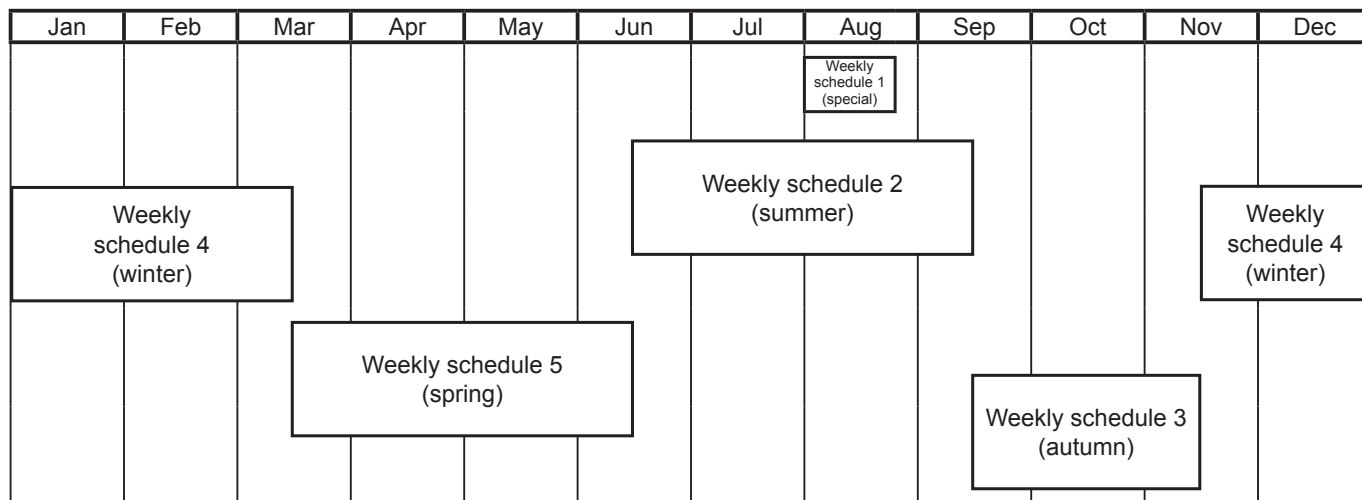 Jan Feb Mar Apr May Jun Jul Aug Sep Oct Nov Dec
Weekly
schedule 1
(special)
Weekly schedule 2
(summer)
Weekly
schedule 4
(winter)
Weekly
schedule 4
(winter)
Weekly schedule 5
(spring)
Weekly schedule 3
(autumn)